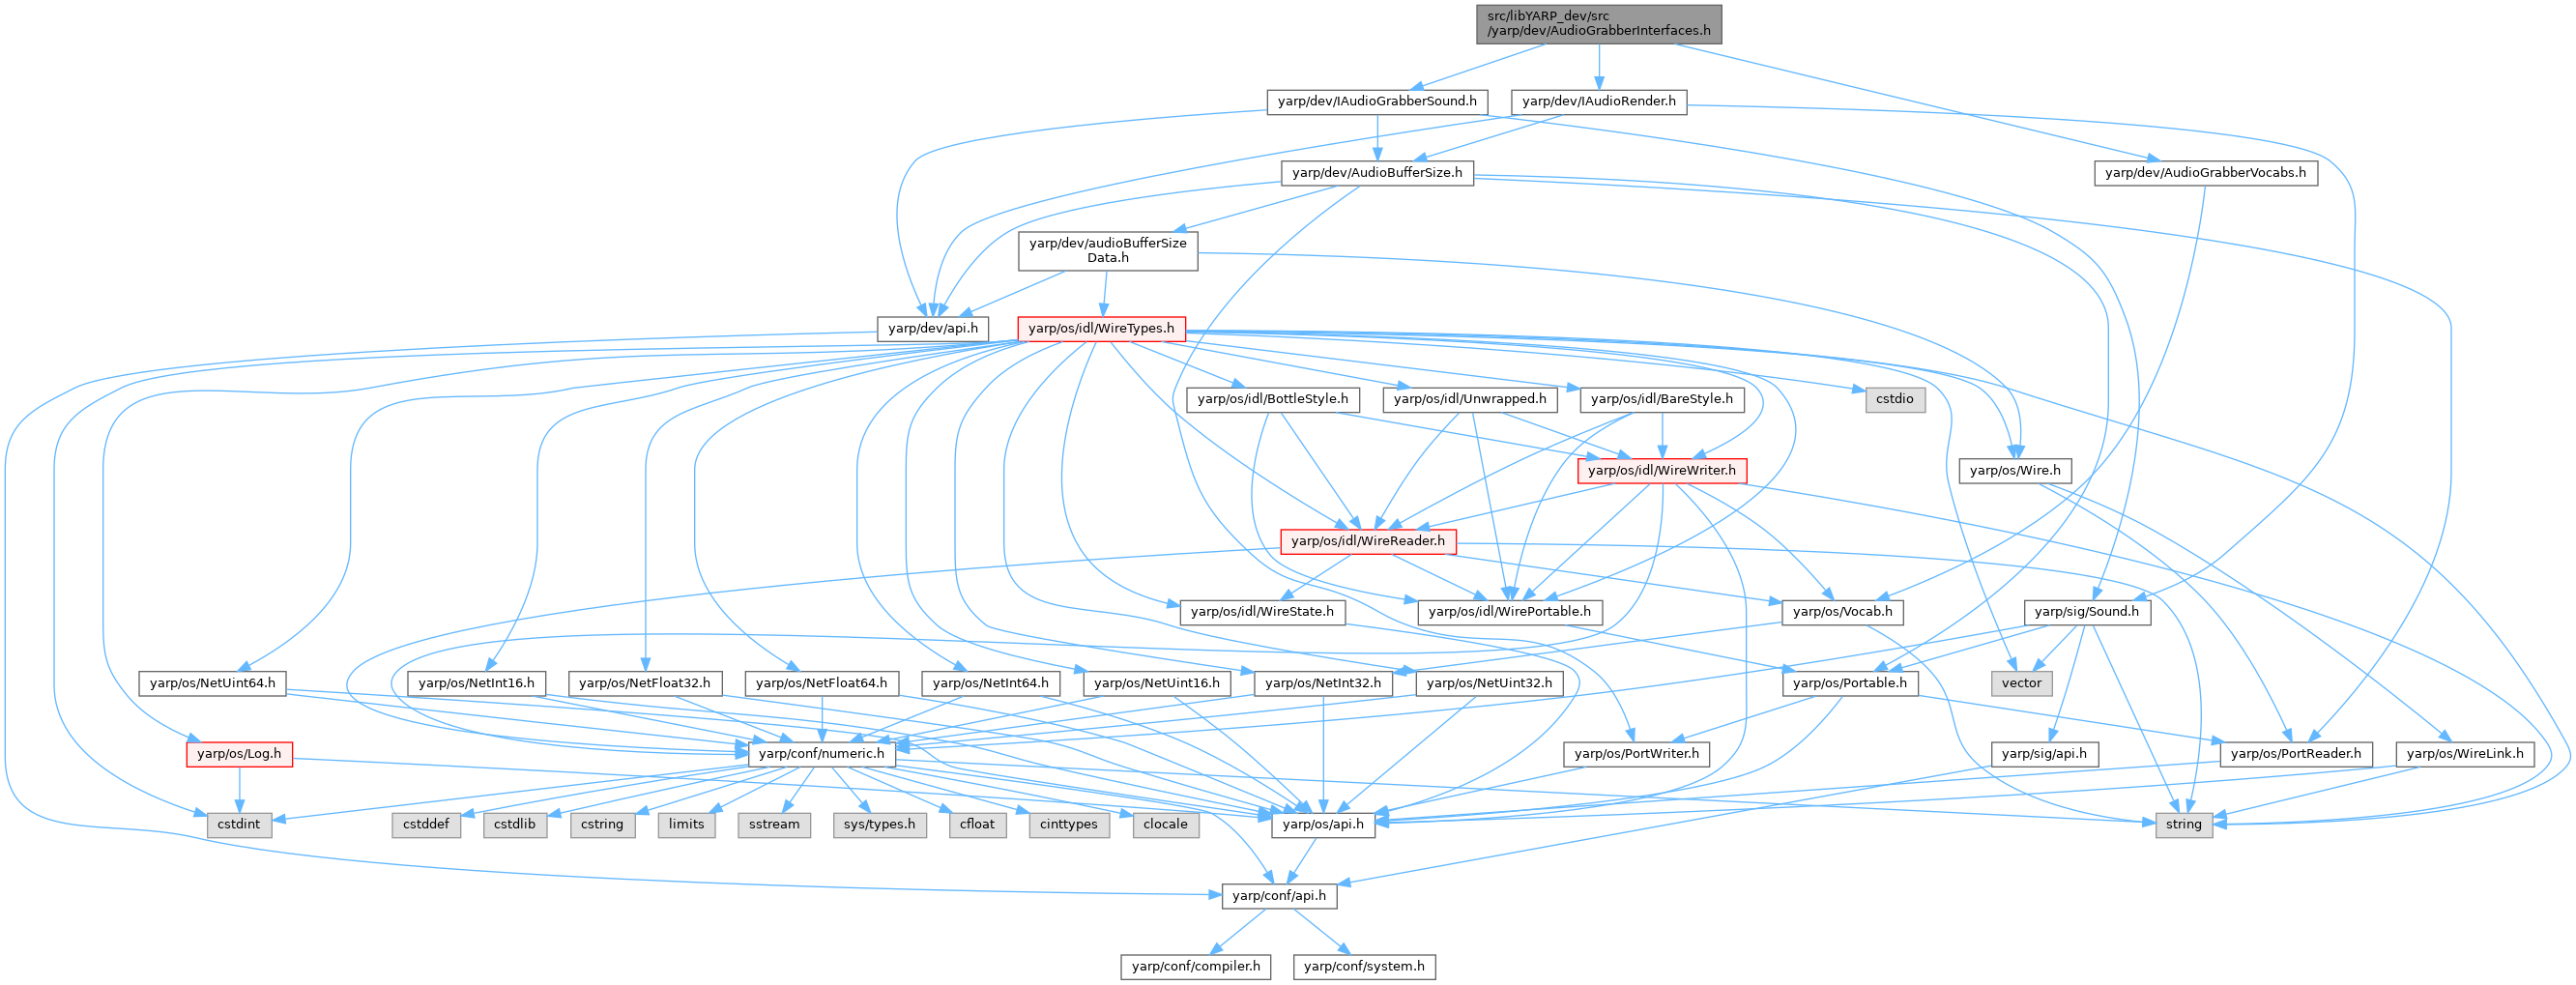 src/libYARP_dev/src
/yarp/dev/AudioGrabberInterfaces.h
yarp/dev/IAudioGrabberSound.h
yarp/dev/IAudioRender.h
yarp/dev/AudioBufferSize.h
yarp/dev/AudioGrabberVocabs.h
yarp/dev/audioBufferSize
Data.h
yarp/dev/api.h
yarp/os/idl/WireTypes.h
yarp/os/idl/BottleStyle.h
yarp/os/idl/Unwrapped.h
yarp/os/idl/BareStyle.h
cstdio
yarp/os/idl/WireWriter.h
yarp/os/Wire.h
yarp/os/idl/WireReader.h
yarp/os/idl/WireState.h
yarp/os/idl/WirePortable.h
yarp/os/Vocab.h
yarp/sig/Sound.h
yarp/os/NetUint64.h
yarp/os/NetInt16.h
yarp/os/NetFloat32.h
yarp/os/NetFloat64.h
yarp/os/NetInt64.h
yarp/os/NetUint16.h
yarp/os/NetInt32.h
yarp/os/NetUint32.h
yarp/os/Portable.h
vector
yarp/os/Log.h
yarp/conf/numeric.h
yarp/os/PortWriter.h
yarp/sig/api.h
yarp/os/PortReader.h
yarp/os/WireLink.h
cstdint
cstddef
cstdlib
cstring
limits
sstream
sys/types.h
cfloat
cinttypes
clocale
yarp/os/api.h
string
yarp/conf/api.h
yarp/conf/compiler.h
yarp/conf/system.h